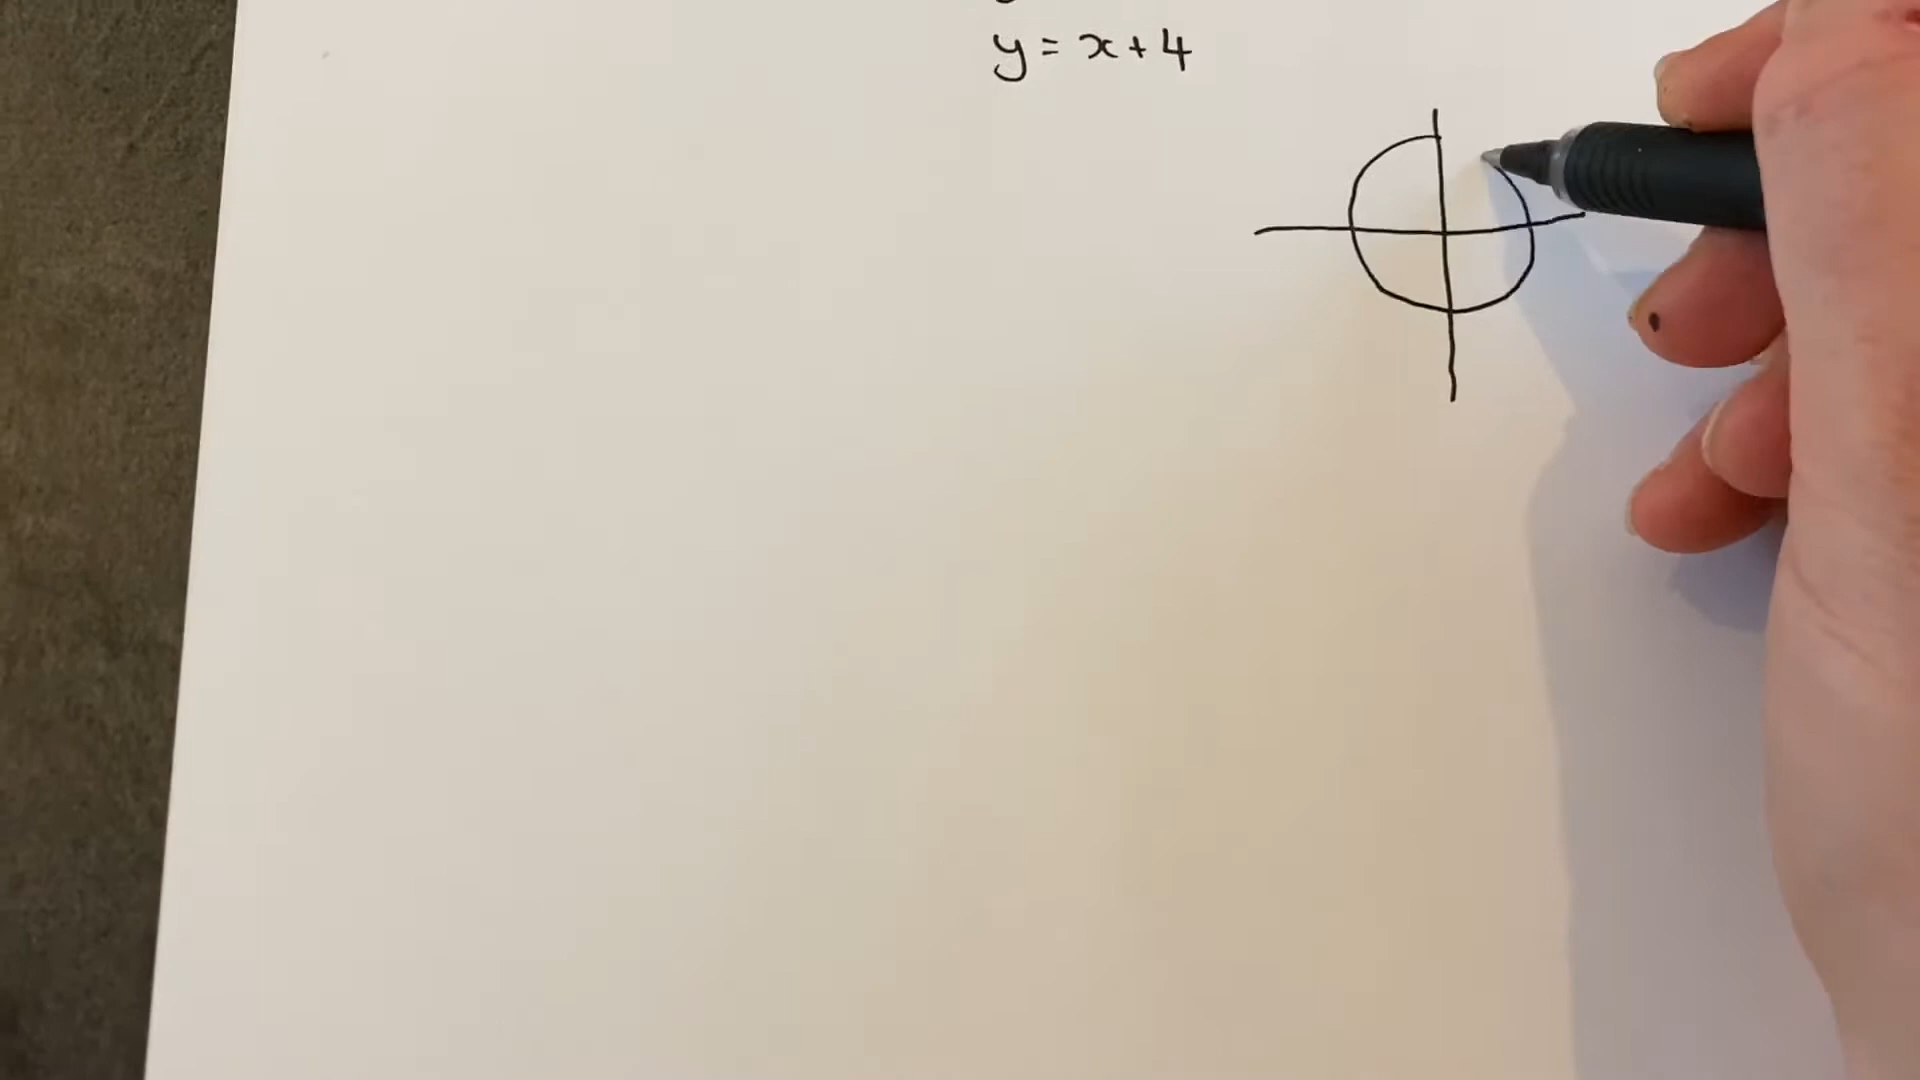 y = x + 4